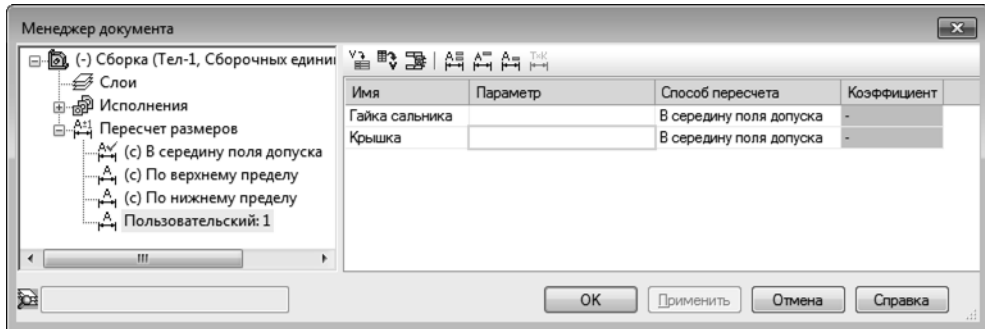 Менеджер документа
(-) Сборка (Тел-1, Сборочных едини
Слои
Исполнения
Пересчет размеров
(с) В середину поля допуска
(с) По верхнему пределу
(с) По нижнему пределу
Пользовательский: 1
Имя Параметр Способ пересчета Коэффициент
Гайка сальника В середину поля допуска -
Крышка В середину поля допуска -
OK Применить Отмена Справка